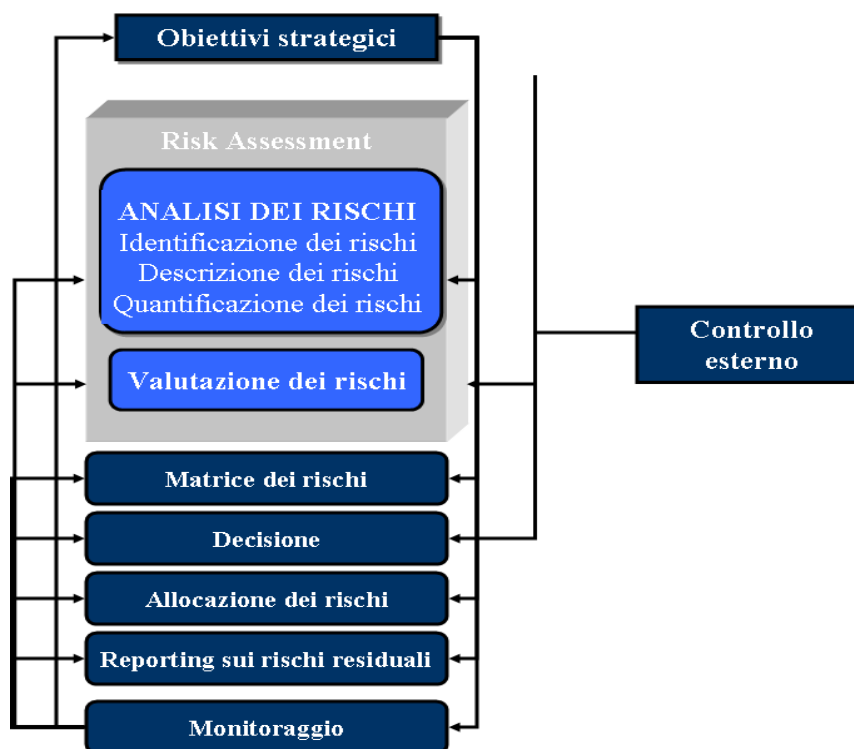 Obiettivi strategici
Risk Assessment
ANALISI DEI RISCHI
Identificazione dei rischi
Descrizione dei rischi
Quantificazione dei rischi
Valutazione dei rischi
Controllo
esterno
Matrice dei rischi
Decisione
Allocazione dei rischi
Reporting sui rischi residuali
Monitoraggio